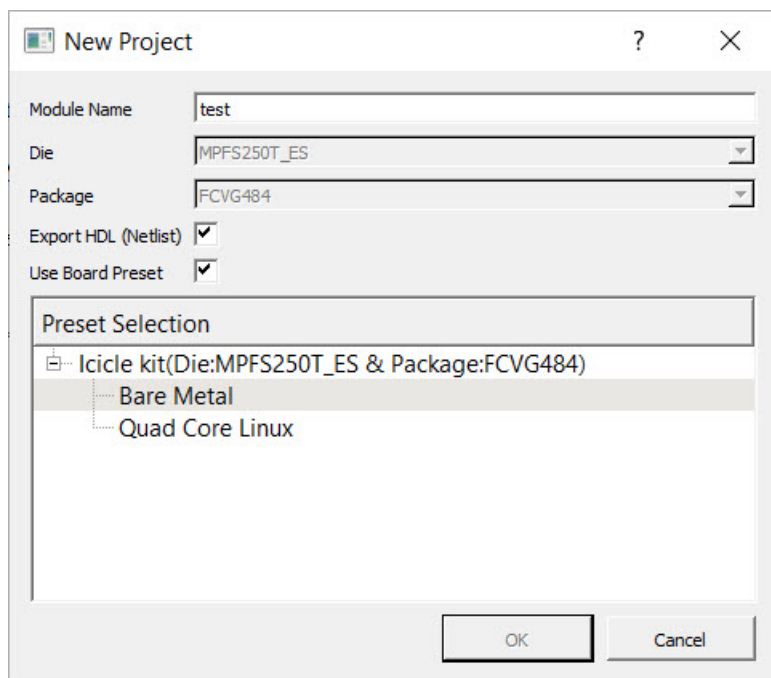 New Project
?
Module Name test
Die MPFS250T_ES
Package FCVG484
Export HDL (Netlist)
Use Board Preset
Preset Selection
Icicle kit(Die:MPFS250T_ES & Package:FCVG484)
Bare Metal
Quad Core Linux
OK Cancel